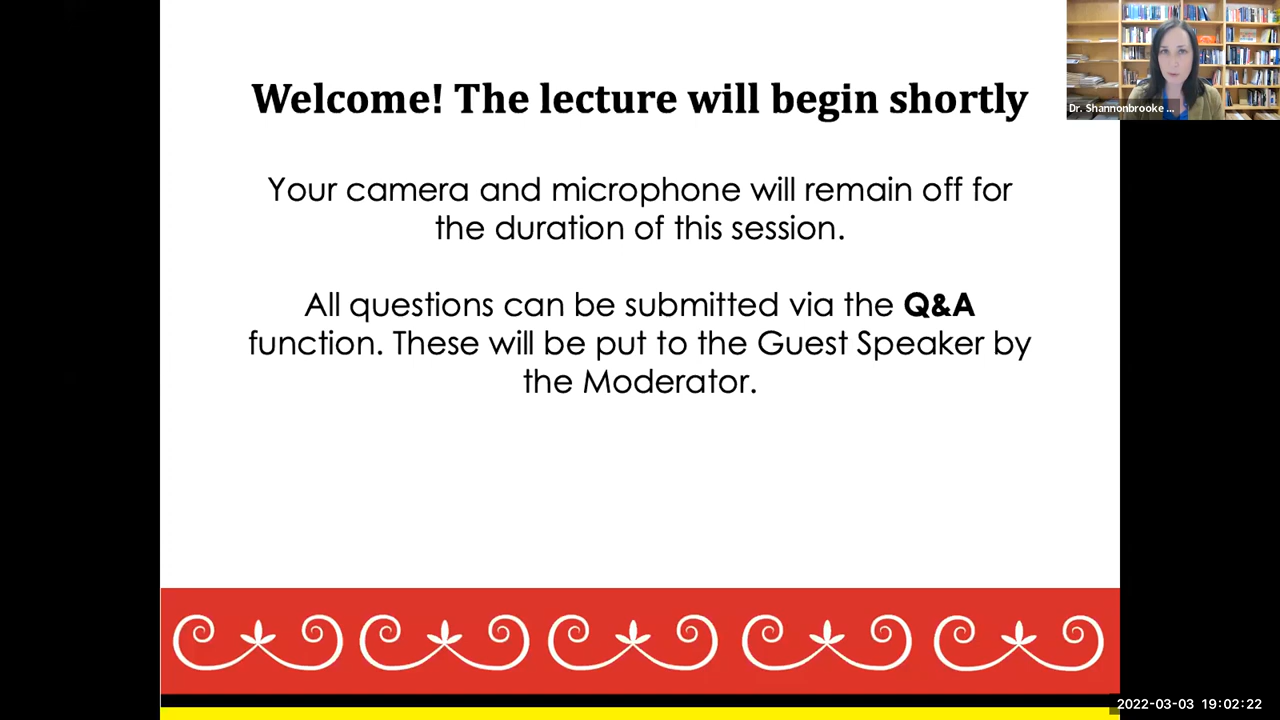 Welcome! The lecture will begin shortly
Dr. Shannonbrooke ...
Your camera and microphone will remain off for
the duration of this session.
All questions can be submitted via the Q&A
function. These will be put to the Guest Speaker by
the Moderator.
2022-03-03 19:02:22